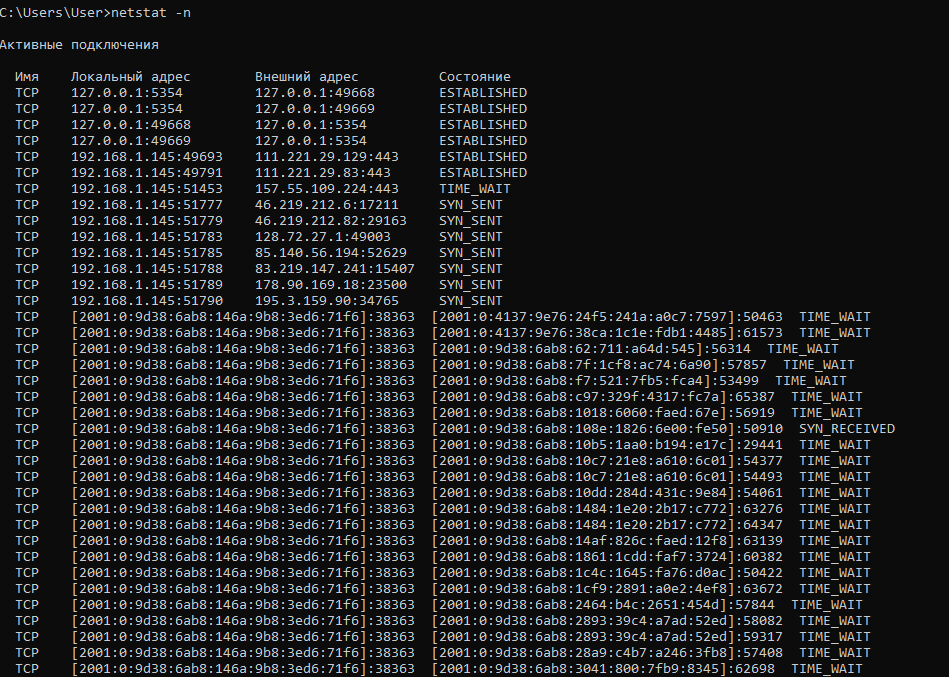 C:\Users\User>netstat -n
Активные подключения
Имя Локальный адрес Внешний адрес Состояние
TCP 127.0.0.1:5354 127.0.0.1:49668 ESTABLISHED
TCP 127.0.0.1:5354 127.0.0.1:49669 ESTABLISHED
TCP 127.0.0.1:49668 127.0.0.1:5354 ESTABLISHED
TCP 127.0.0.1:49669 127.0.0.1:5354 ESTABLISHED
TCP 192.168.1.145:49693 111.221.29.129:443 ESTABLISHED
TCP 192.168.1.145:49791 111.221.29.83:443 ESTABLISHED
TCP 192.168.1.145:51453 157.55.109.224:443 TIME_WAIT
TCP 192.168.1.145:51777 46.219.212.6:17211 SYN_SENT
TCP 192.168.1.145:51779 46.219.212.82:29163 SYN_SENT
TCP 192.168.1.145:51783 128.72.27.1:49003 SYN_SENT
TCP 192.168.1.145:51785 85.140.56.194:52629 SYN_SENT
TCP 192.168.1.145:51788 83.219.147.241:15407 SYN_SENT
TCP 192.168.1.145:51789 178.90.169.18:23500 SYN_SENT
TCP 192.168.1.145:51790 195.3.159.90:34765 SYN_SENT
TCP [2001:0:9d38:6ab8:146a:9b8:3ed6:71f6]:38363 [2001:0:4137:9e76:24f5:241a:a0c7:7597]:50463 TIME_WAIT
TCP [2001:0:9d38:6ab8:146a:9b8:3ed6:71f6]:38363 [2001:0:4137:9e76:38ca:1c1e:fdb1:4485]:61573 TIME_WAIT
TCP [2001:0:9d38:6ab8:146a:9b8:3ed6:71f6]:38363 [2001:0:9d38:6ab8:62:711:a64d:545]:56314 TIME_WAIT
TCP [2001:0:9d38:6ab8:146a:9b8:3ed6:71f6]:38363 [2001:0:9d38:6ab8:7f:1cf8:ac74:6a90]:57857 TIME_WAIT
TCP [2001:0:9d38:6ab8:146a:9b8:3ed6:71f6]:38363 [2001:0:9d38:6ab8:f7:521:7fb5:fca4]:53499 TIME_WAIT
TCP [2001:0:9d38:6ab8:146a:9b8:3ed6:71f6]:38363 [2001:0:9d38:6ab8:c97:329f:4317:fc7a]:65387 TIME_WAIT
TCP [2001:0:9d38:6ab8:146a:9b8:3ed6:71f6]:38363 [2001:0:9d38:6ab8:1018:6060:faed:67e]:56919 TIME_WAIT
TCP [2001:0:9d38:6ab8:146a:9b8:3ed6:71f6]:38363 [2001:0:9d38:6ab8:108e:1826:6e00:fe50]:50910 SYN_RECEIVED
TCP [2001:0:9d38:6ab8:146a:9b8:3ed6:71f6]:38363 [2001:0:9d38:6ab8:10b5:1aa0:b194:e17c]:29441 TIME_WAIT
TCP [2001:0:9d38:6ab8:146a:9b8:3ed6:71f6]:38363 [2001:0:9d38:6ab8:10c7:21e8:a610:6c01]:54377 TIME_WAIT
TCP [2001:0:9d38:6ab8:146a:9b8:3ed6:71f6]:38363 [2001:0:9d38:6ab8:10c7:21e8:a610:6c01]:54493 TIME_WAIT
TCP [2001:0:9d38:6ab8:146a:9b8:3ed6:71f6]:38363 [2001:0:9d38:6ab8:10dd:284d:431c:9e84]:54061 TIME_WAIT
TCP [2001:0:9d38:6ab8:146a:9b8:3ed6:71f6]:38363 [2001:0:9d38:6ab8:1484:1e20:2b17:c772]:63276 TIME_WAIT
TCP [2001:0:9d38:6ab8:146a:9b8:3ed6:71f6]:38363 [2001:0:9d38:6ab8:1484:1e20:2b17:c772]:64347 TIME_WAIT
TCP [2001:0:9d38:6ab8:146a:9b8:3ed6:71f6]:38363 [2001:0:9d38:6ab8:14af:826c:faed:12f8]:63139 TIME_WAIT
TCP [2001:0:9d38:6ab8:146a:9b8:3ed6:71f6]:38363 [2001:0:9d38:6ab8:1861:1cdd:faf7:3724]:60382 TIME_WAIT
TCP [2001:0:9d38:6ab8:146a:9b8:3ed6:71f6]:38363 [2001:0:9d38:6ab8:1c4c:1645:fa76:d0ac]:50422 TIME_WAIT
TCP [2001:0:9d38:6ab8:146a:9b8:3ed6:71f6]:38363 [2001:0:9d38:6ab8:1cf9:2891:a0e2:4ef8]:63672 TIME_WAIT
TCP [2001:0:9d38:6ab8:146a:9b8:3ed6:71f6]:38363 [2001:0:9d38:6ab8:2464:b4c:2651:454d]:57844 TIME_WAIT
TCP [2001:0:9d38:6ab8:146a:9b8:3ed6:71f6]:38363 [2001:0:9d38:6ab8:2893:39c4:a7ad:52ed]:58082 TIME_WAIT
TCP [2001:0:9d38:6ab8:146a:9b8:3ed6:71f6]:38363 [2001:0:9d38:6ab8:2893:39c4:a7ad:52ed]:59317 TIME_WAIT
TCP [2001:0:9d38:6ab8:146a:9b8:3ed6:71f6]:38363 [2001:0:9d38:6ab8:28a9:c4b7:a246:3fb8]:57408 TIME_WAIT
TCP [2001:0:9d38:6ab8:146a:9b8:3ed6:71f6]:38363 [2001:0:9d38:6ab8:3041:800:7fb9:8345]:62698 TIME_WAIT